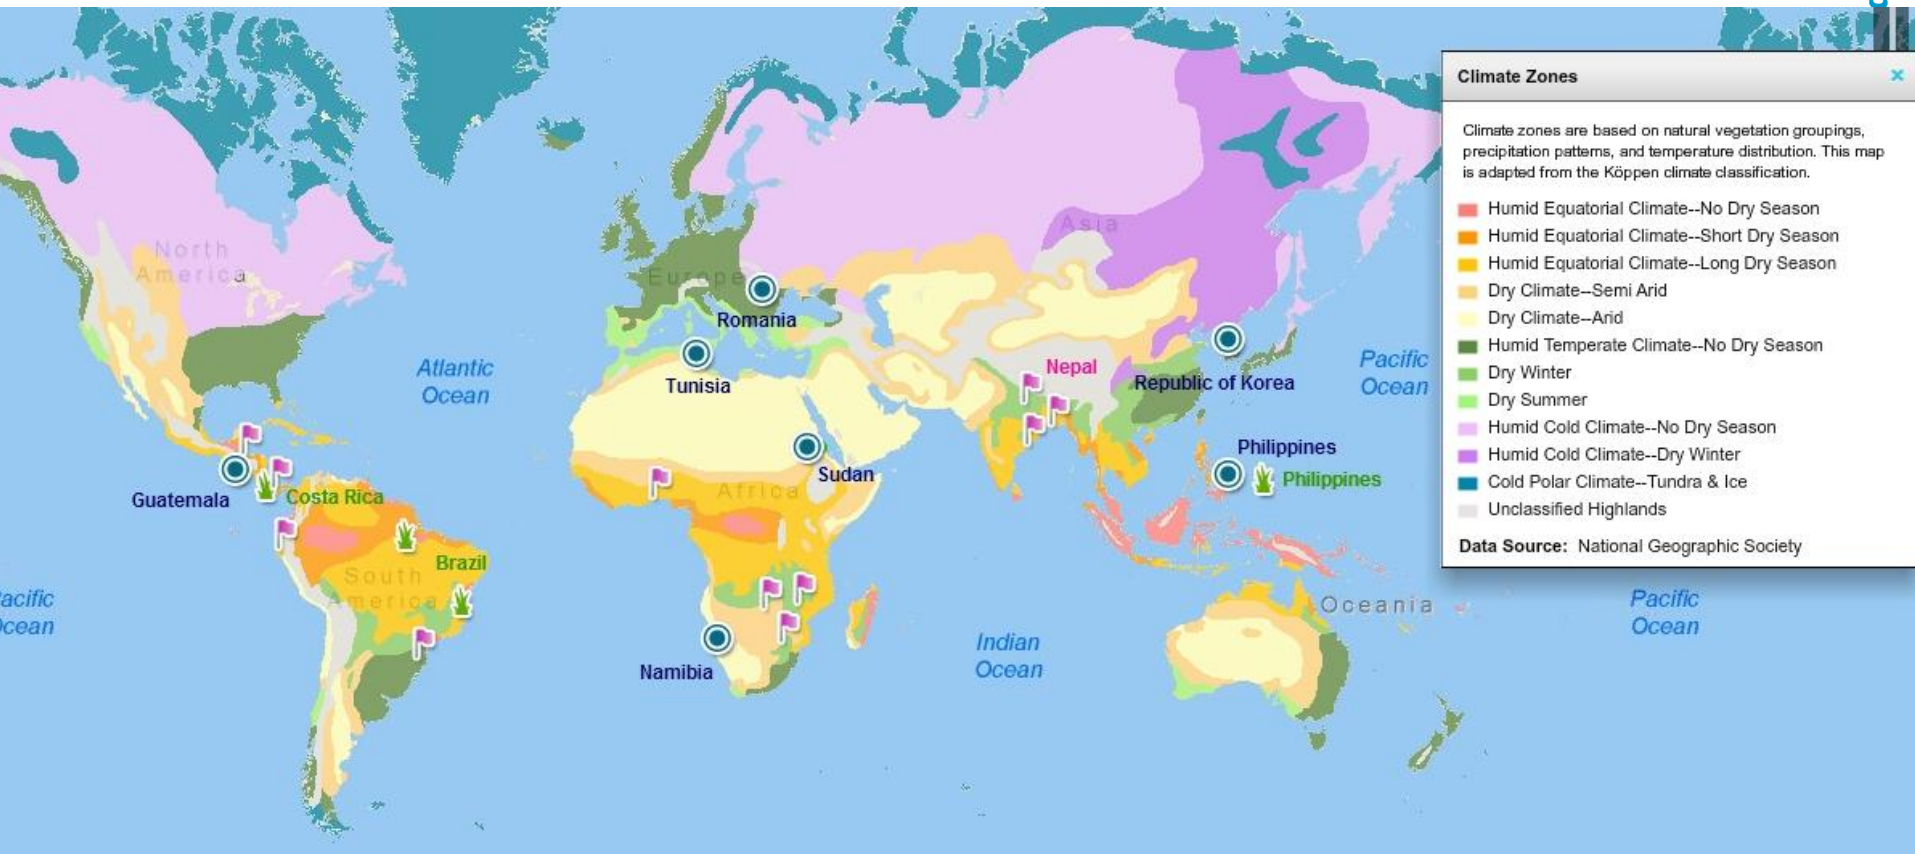 North
America
Atlantic
Ocean
Guatemala
Costa Rica
Brazil
South
America
acific
cean
Europe
Romania
Tunisia
Africa
Sudan
Namibia
Asia
Nepal
Republic of Korea
Philippines
Philippines
Indian
Ocean
Oceania
Pacific
Ocean
Pacific
Ocean
Climate Zones
×
Climate zones are based on natural vegetation groupings,
precipitation patterns, and temperature distribution. This map
is adapted from the Köppen climate classification.
Humid Equatorial Climate--No Dry Season
Humid Equatorial Climate--Short Dry Season
Humid Equatorial Climate--Long Dry Season
Dry Climate--Semi Arid
Dry Climate--Arid
Humid Temperate Climate--No Dry Season
Dry Winter
Dry Summer
Humid Cold Climate--No Dry Season
Humid Cold Climate--Dry Winter
Cold Polar Climate--Tundra & Ice
Unclassified Highlands
Data Source: National Geographic Society